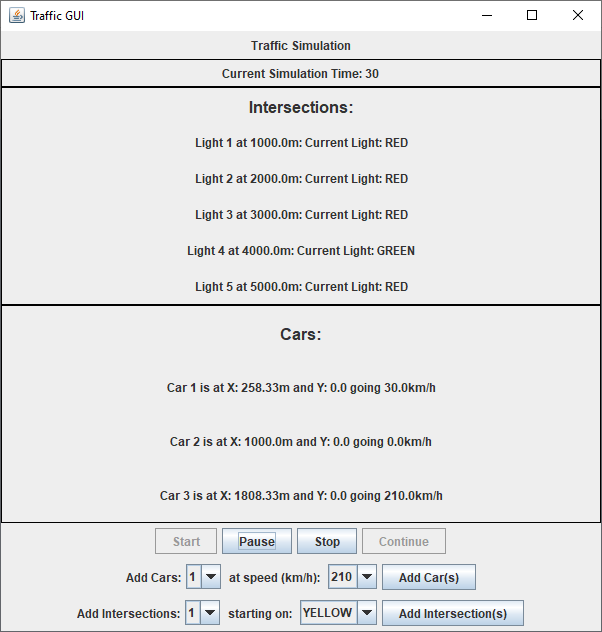 Traffic GUI
Traffic Simulation
Current Simulation Time: 30
Intersections:
Light 1 at 1000.0m: Current Light: RED
Light 2 at 2000.0m: Current Light: RED
Light 3 at 3000.0m: Current Light: RED
Light 4 at 4000.0m: Current Light: GREEN
Light 5 at 5000.0m: Current Light: RED
Cars:
Car 1 is at X: 258.33m and Y: 0.0 going 30.0km/h
Car 2 is at X: 1000.0m and Y: 0.0 going 0.0km/h
Car 3 is at X: 1808.33m and Y: 0.0 going 210.0km/h
Start Pause Stop Continue
Add Cars: 1 at speed (km/h): 210 Add Car(s)
Add Intersections: 1 starting on: YELLOW Add Intersection(s)